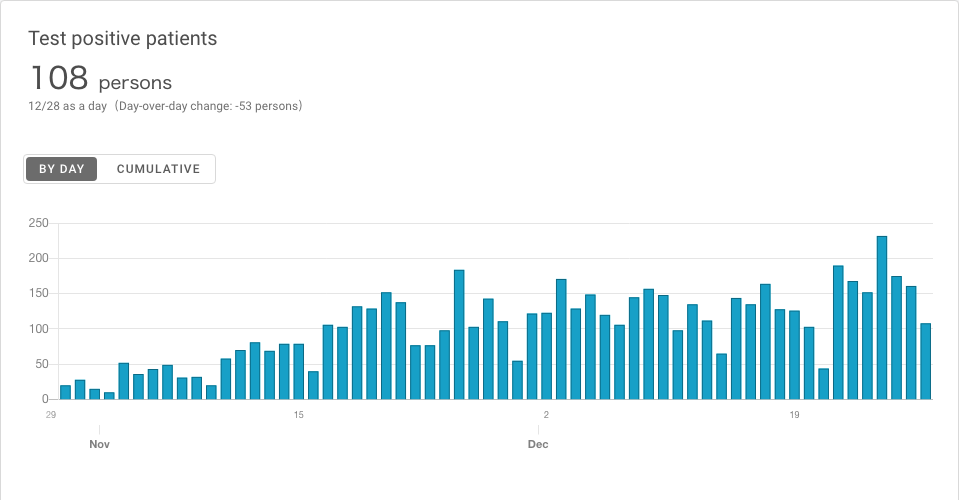 Test positive patients
108 persons
12/28 as a day（Day-over-day change: -53 persons）
BY DAY CUMULATIVE
250
200
150
100
50
0
29 15 2 19
Nov Dec